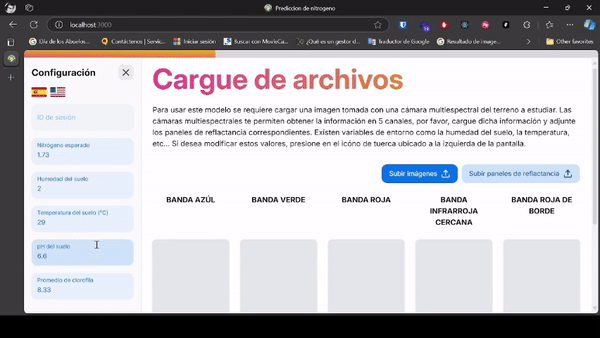 Prediccion de nitrogeno
localhost:3000
Día de los Abuelos...
Contáctenos | Servic...
Iniciar sesión
Buscar con MovieCa...
¿Qué es un gestor d...
Traductor de Google
Resultado de image...
Other favorites
Configuración
ID de sesión
Nitrógeno esperado
1.73
Humedad del suelo
2
Temperatura del suelo (°C)
29
pH del suelo
6.6
Promedio de clorofila
8.33
Cargue de archivos
Para usar este modelo se requiere cargar una imagen tomada con una cámara multiespectral del terreno a estudiar. Las
cámaras multiespectrales te permiten obtener la información en 5 canales, por favor, cargue dicha información y adjunte
los paneles de reflactancia correspondientes. Existen variables de entorno como la humedad del suelo, la temperatura,
etc... Si desea modificar estos valores, presione en el ícono de tuerca ubicado a la izquierda de la pantalla.
Subir imágenes
Subir paneles de reflactancia
BANDA AZÚL
BANDA VERDE
BANDA ROJA
BANDA
INFRARROJA
CERCANA
BANDA ROJA DE
BORDE